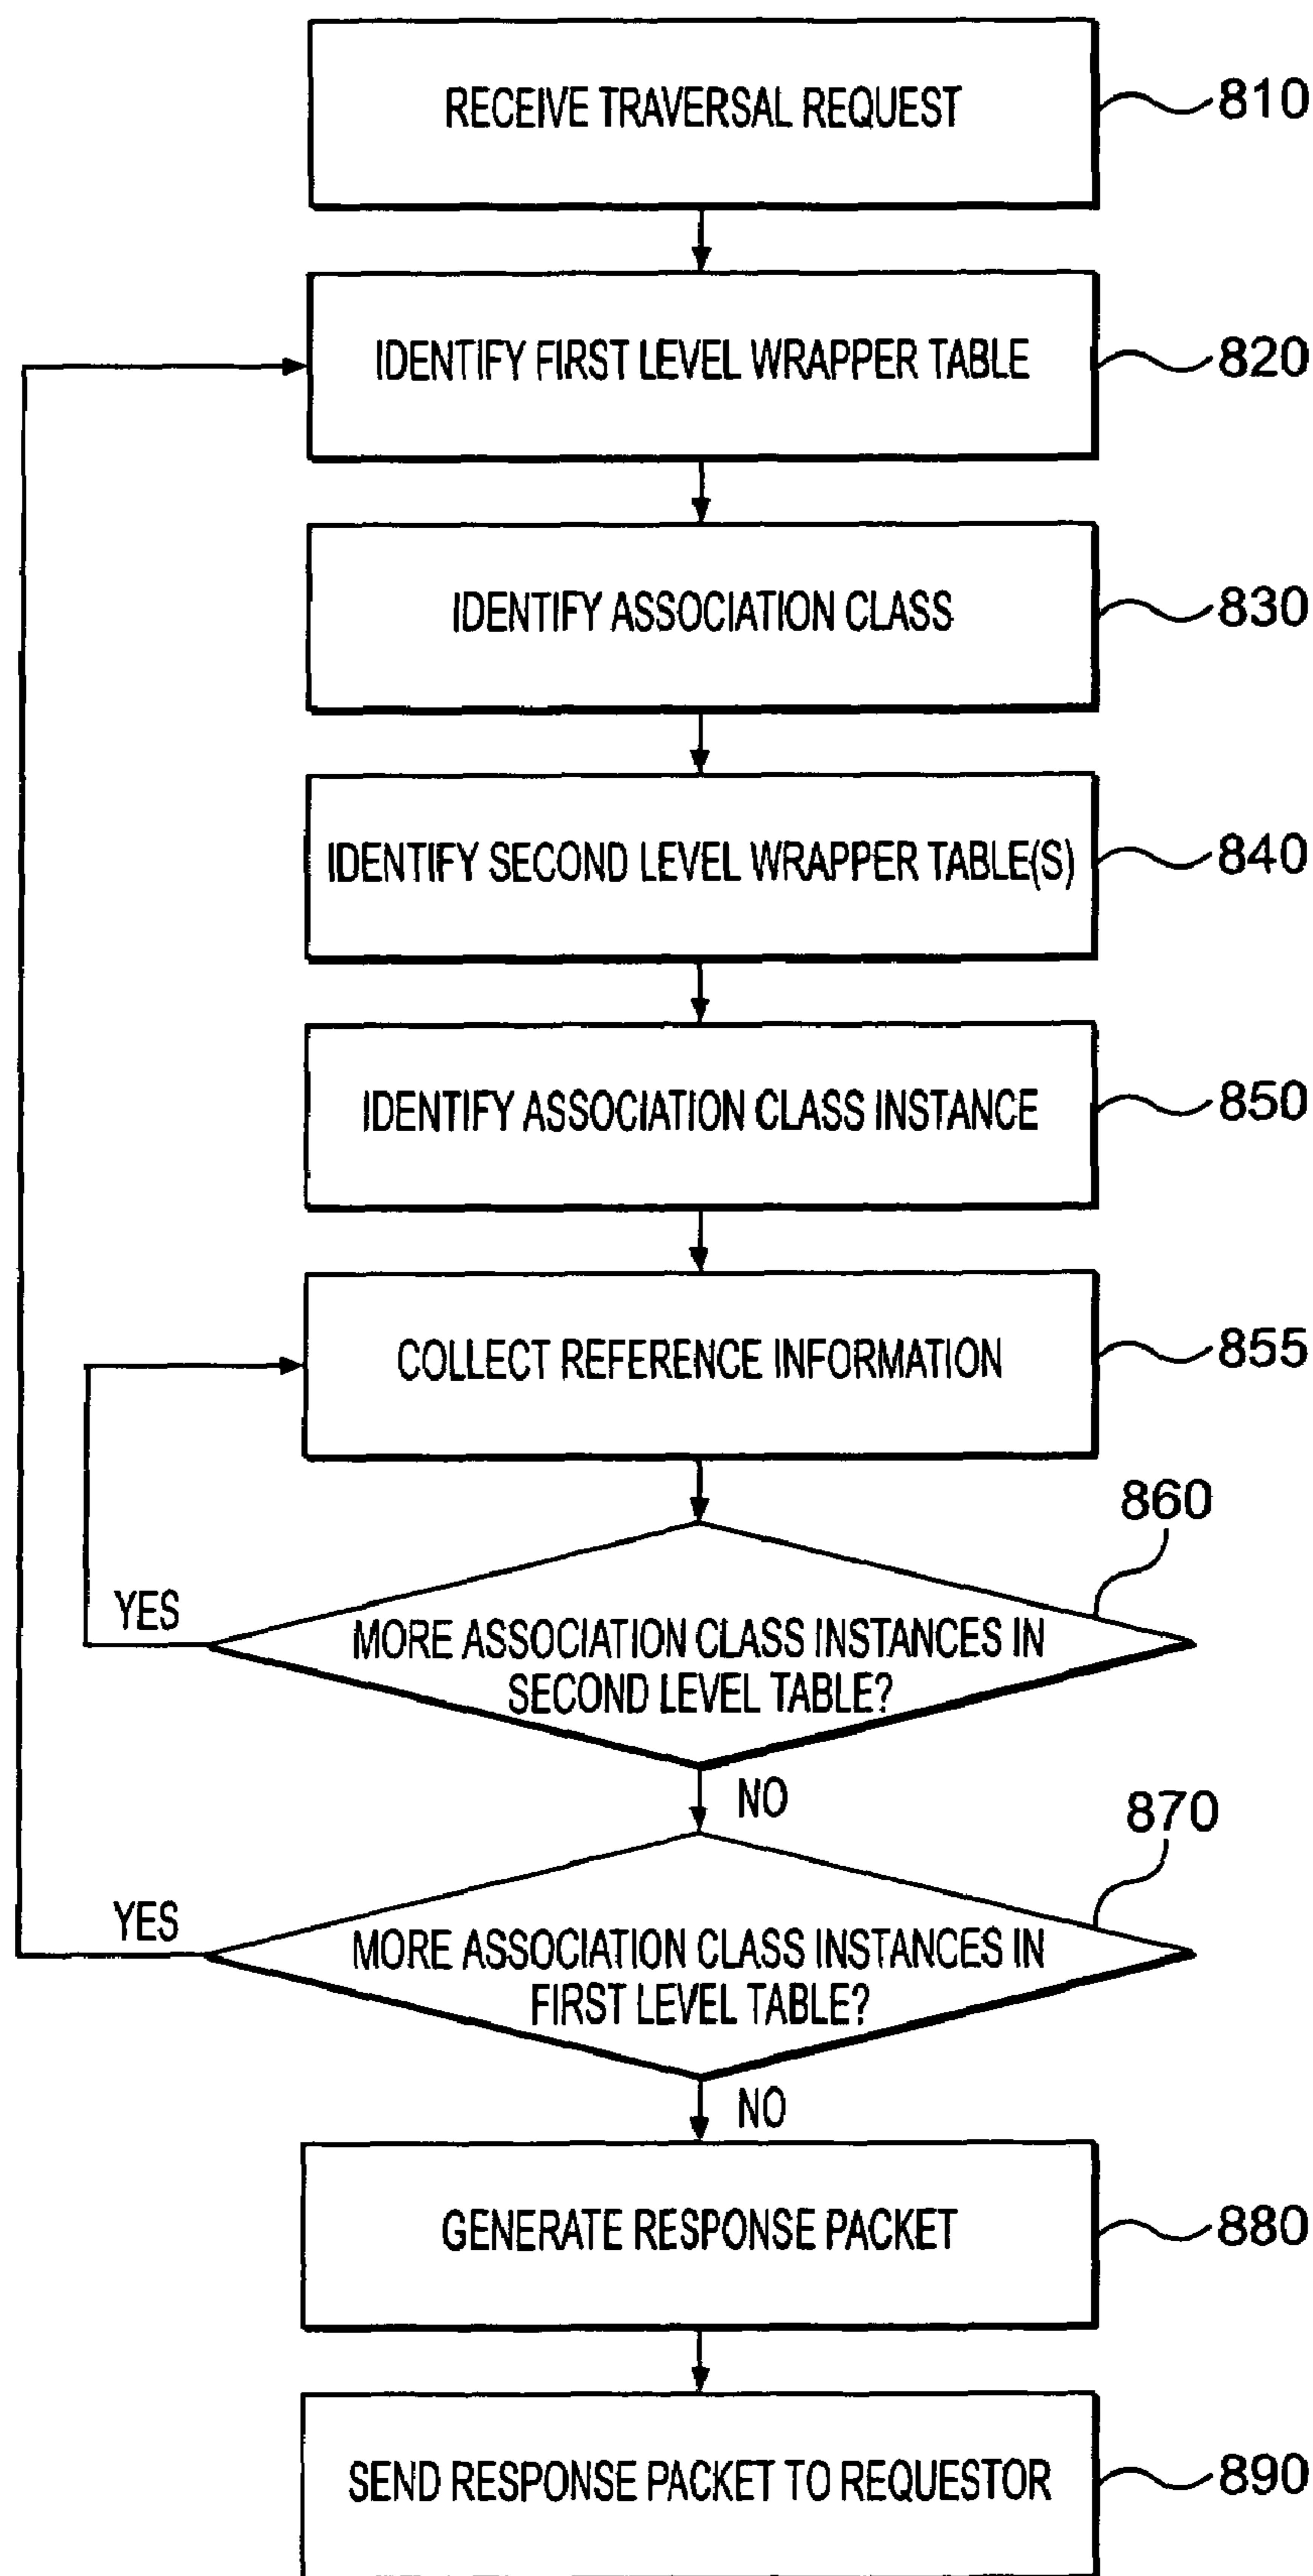 RECEIVE TRAVERSAL REQUEST
810
IDENTIFY FIRST LEVEL WRAPPER TABLE
820
IDENTIFY ASSOCIATION CLASS
830
IDENTIFY SECOND LEVEL WRAPPER TABLE(S)
840
IDENTIFY ASSOCIATION CLASS INSTANCE
850
COLLECT REFERENCE INFORMATION
855
860
YES
MORE ASSOCIATION CLASS INSTANCES IN
SECOND LEVEL TABLE?
NO
870
YES
MORE ASSOCIATION CLASS INSTANCES IN
FIRST LEVEL TABLE?
NO
GENERATE RESPONSE PACKET
880
SEND RESPONSE PACKET TO REQUESTOR
890